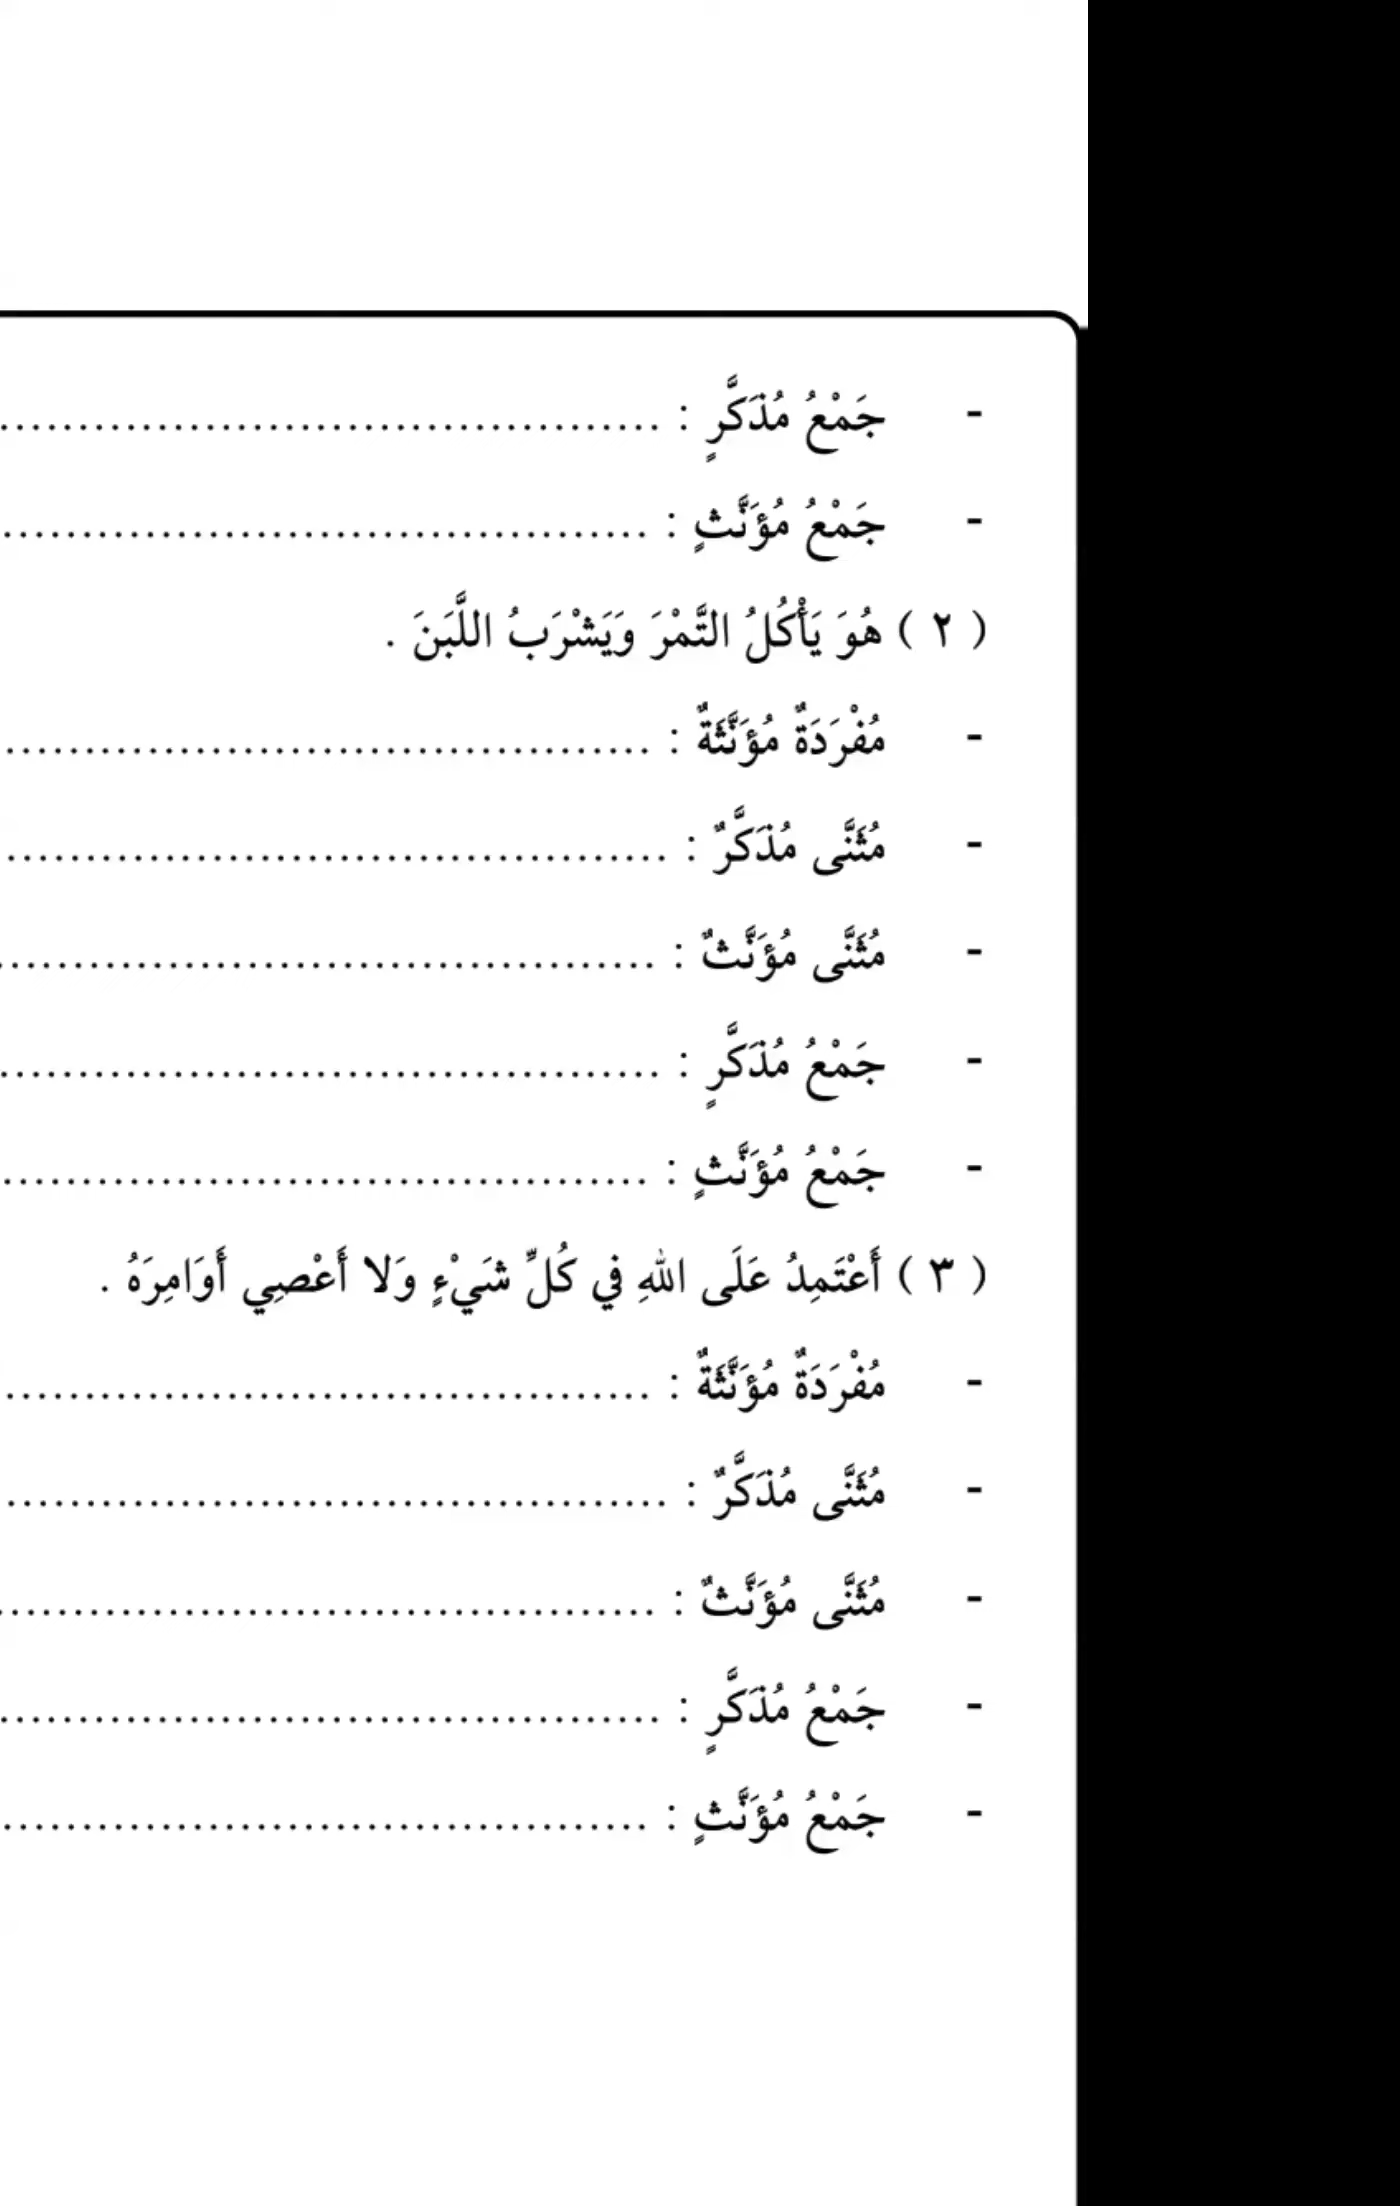 - جَمْعُ مُذَكَّرٍ : ..........................................
- جَمْعُ مُؤَنَّثٍ : ..........................................
( ٢ ) هُوَ يَأْكُلُ التَّمْرَ وَيَشْرَبُ اللَّبَنَ .
- مُفْرَدَةٌ مُؤَنَّثَةٌ : ..........................................
- مُثَنَّى مُذَكَّرٌ : ..........................................
- مُثَنَّى مُؤَنَّثٌ : ..........................................
- جَمْعُ مُذَكَّرٍ : ..........................................
- جَمْعُ مُؤَنَّثٍ : ..........................................
( ٣ ) أَعْتَمِدُ عَلَى اللهِ فِي كُلِّ شَيْءٍ وَلا أَعْصِي أَوَامِرَهُ .
- مُفْرَدَةٌ مُؤَنَّثَةٌ : ..........................................
- مُثَنَّى مُذَكَّرٌ : ..........................................
- مُثَنَّى مُؤَنَّثٌ : ..........................................
- جَمْعُ مُذَكَّرٍ : ..........................................
- جَمْعُ مُؤَنَّثٍ : ..........................................